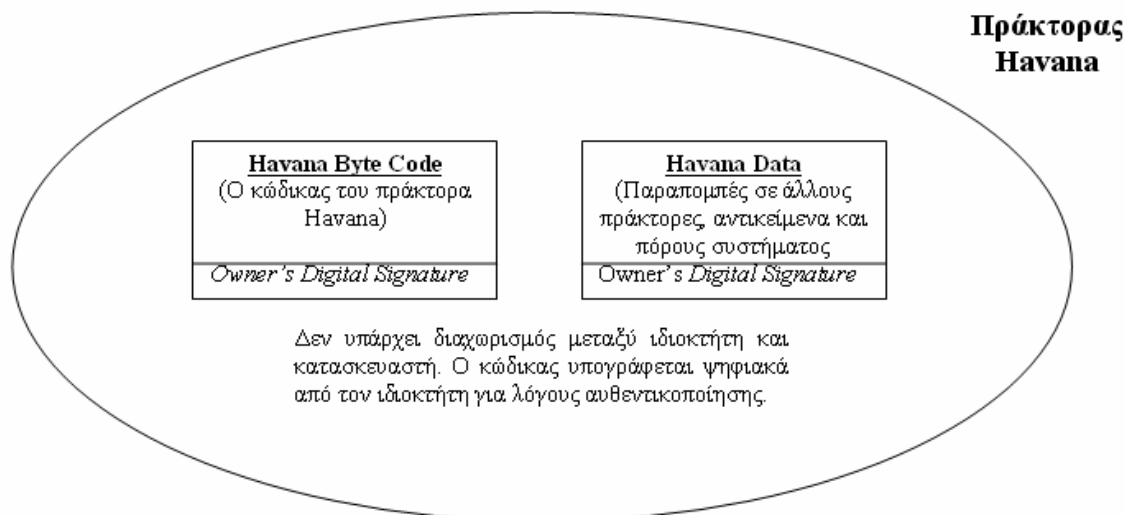 Πράκτορας
Havana
Havana Byte Code
(Ο κώδικας του πράκτορα
Havana)
Owner's Digital Signature
Havana Data
(Παραπομπές σε άλλους
πράκτορες, αντικείμενα και
πόρους συστήματος
Owner's Digital Signature
Δεν υπάρχει διαχωρισμός μεταξύ ιδιοκτήτη και
κατασκευαστή. Ο κώδικας υπογράφεται ψηφιακά
από τον ιδιοκτήτη για λόγους αυθεντικοποίησης.